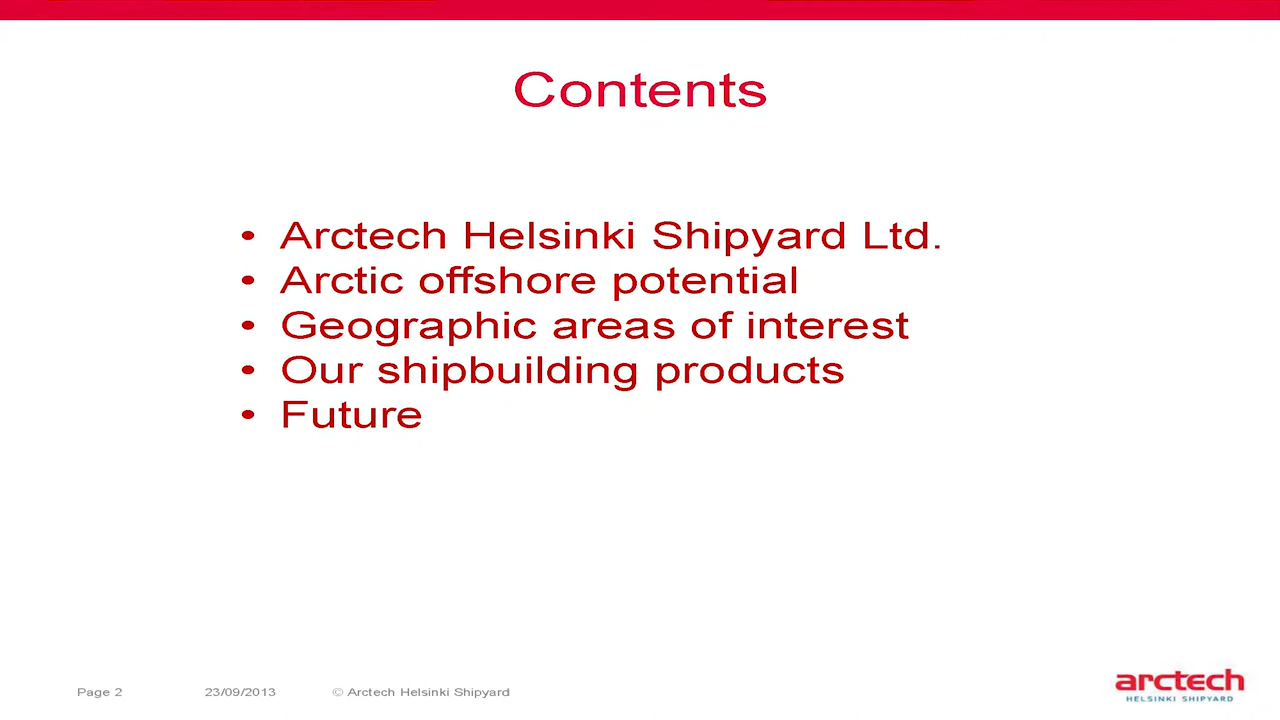 Contents
• Arctech Helsinki Shipyard Ltd.
• Arctic offshore potential
• Geographic areas of interest
• Our shipbuilding products
• Future
Page 2 23/09/2013 © Arctech Helsinki Shipyard
arctech
HELSINKI SHIPYARD